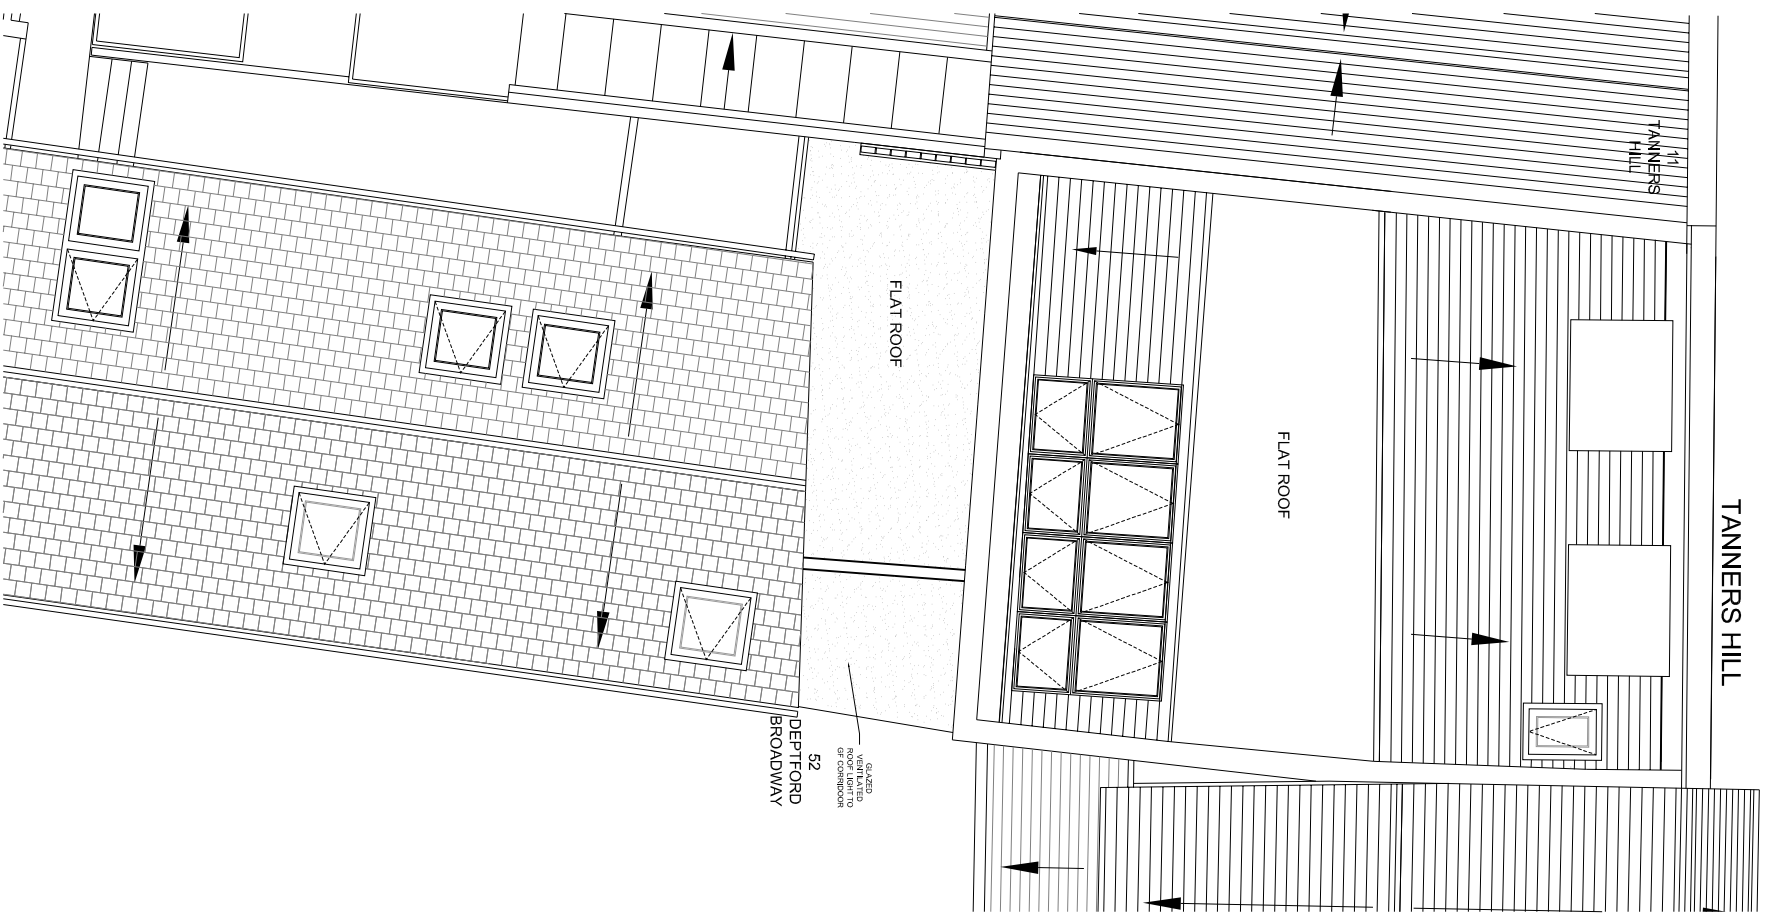 11
TANNERS
HILL
FLAT ROOF
FLAT ROOF
TANNERS HILL
52
DEPTFORD
BROADWAY
GLAZED
VENTILATED
ROOF LIGHT TO
GF CORRIDOOR